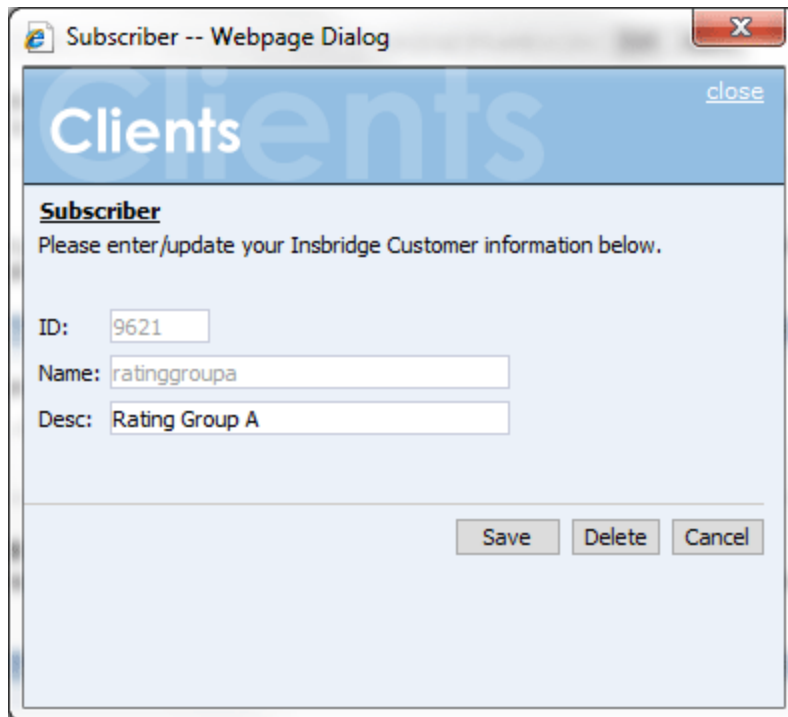 Subscriber -- Webpage Dialog
close
Clients
Clients
Subscriber
Please enter/update your Insbridge Customer information below.
ID: 9621
Name: ratinggroupa
Desc: Rating Group A
Save Delete Cancel